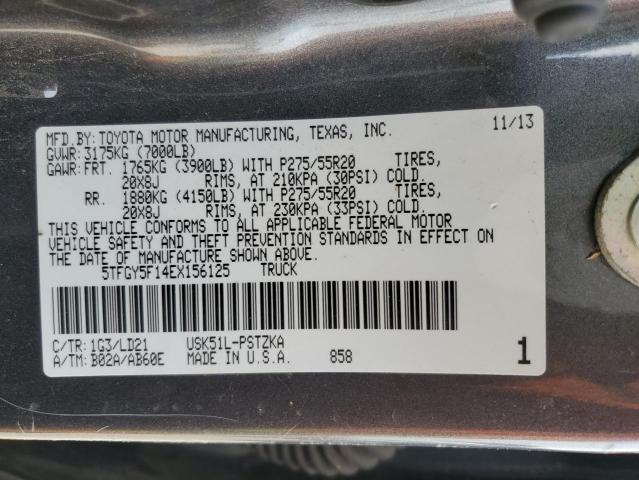 MFD.BY: TOYOTA MOTOR MANUFACTURING, TEXAS, INC. 11/13
GVWR: 3175KG (7000LB)
GAWR: FRT. 1765KG (3900LB) WITH P275/55R20 TIRES,
20X8J RIMS, AT 210KPA (30PSI) COLD.
RR. 1880KG (4150LB) WITH P275/55R20 TIRES,
20X8J RIMS, AT 230KPA (33PSI) COLD.
THIS VEHICLE CONFORMS TO ALL APPLICABLE FEDERAL MOTOR
VEHICLE SAFETY AND THEFT PREVENTION STANDARDS IN EFFECT ON
THE DATE OF MANUFACTURE SHOWN ABOVE.
5TFGY5F14EX156125 TRUCK
C/TR: 1G3/LD21 USK51L-PSTZKA
A/TM: B02A/AB60E MADE IN U.S.A. 858 1